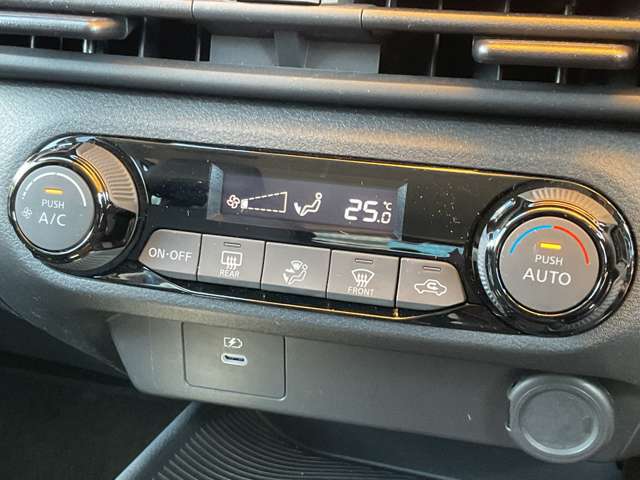 PUSH
A/C
25.0 °C
ON·OFF
REAR
FRONT
PUSH
AUTO